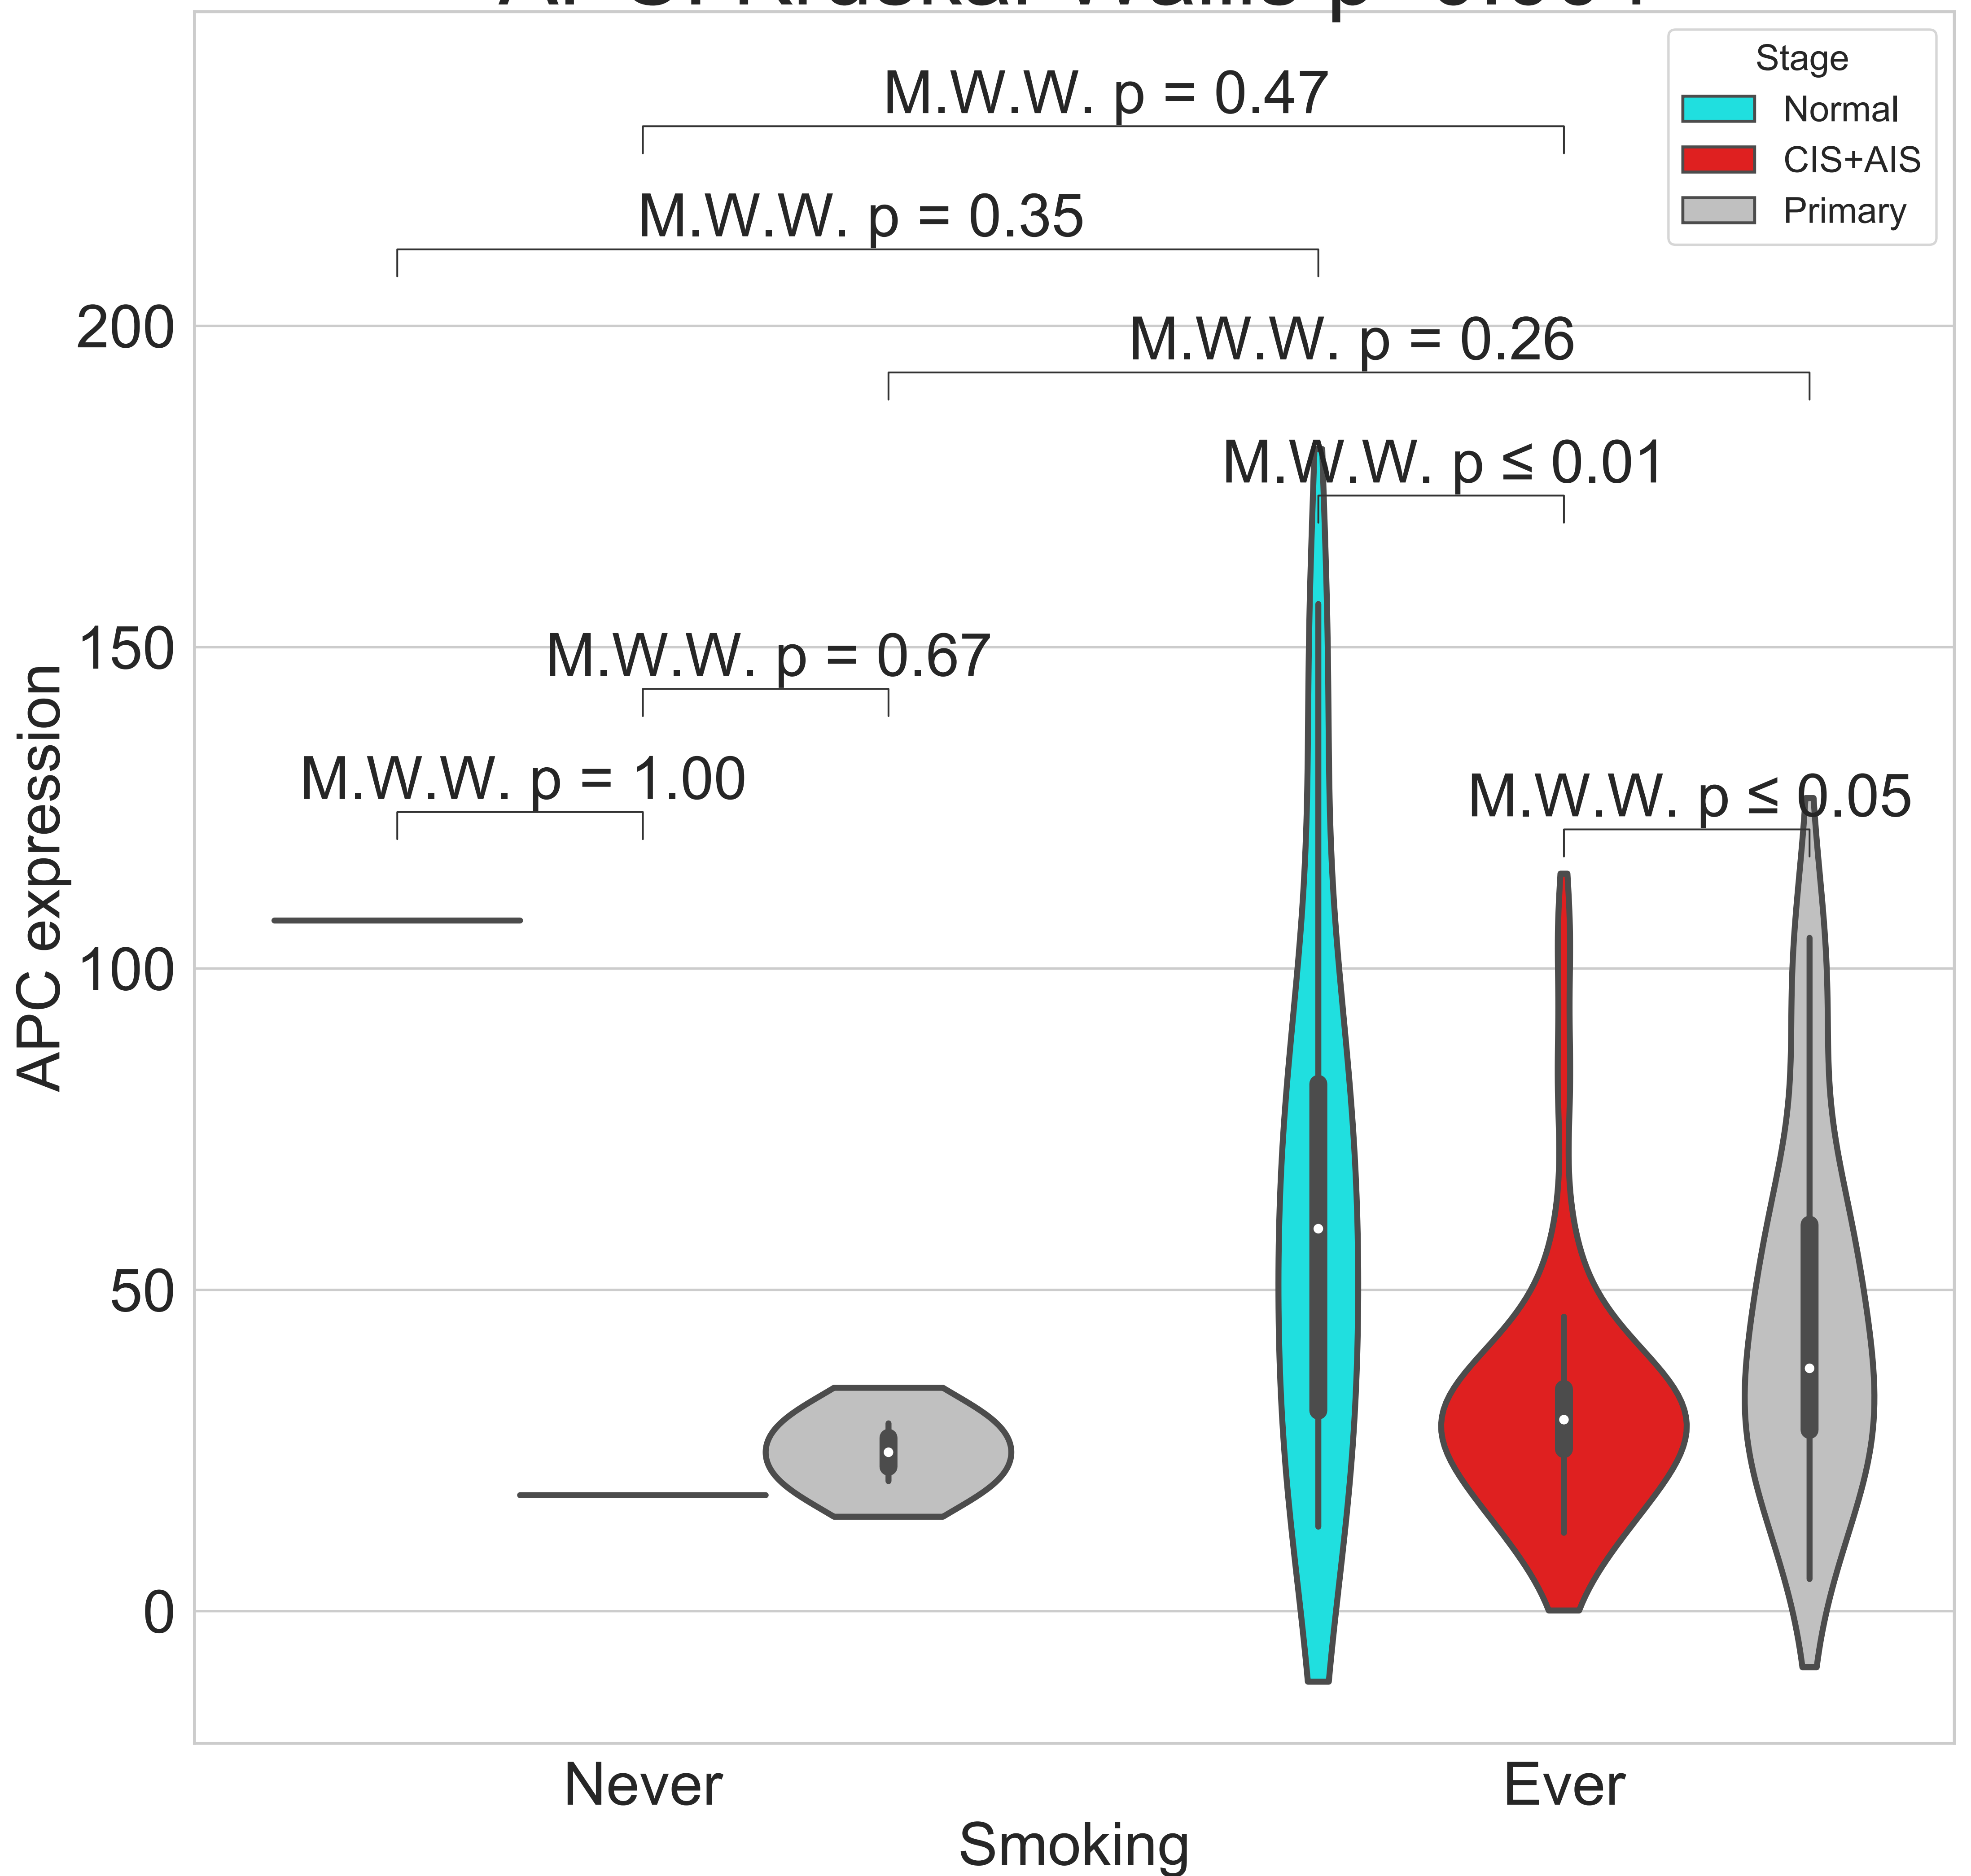 M.W.W. p = 0.47
M.W.W. p = 0.35
M.W.W. p = 0.26
M.W.W. p ≤ 0.01
M.W.W. p = 0.67
M.W.W. p = 1.00
M.W.W. p ≤ 0.05
Stage
Normal
CIS+AIS
Primary
APC expression
200
150
100
50
0
Never
Ever
Smoking